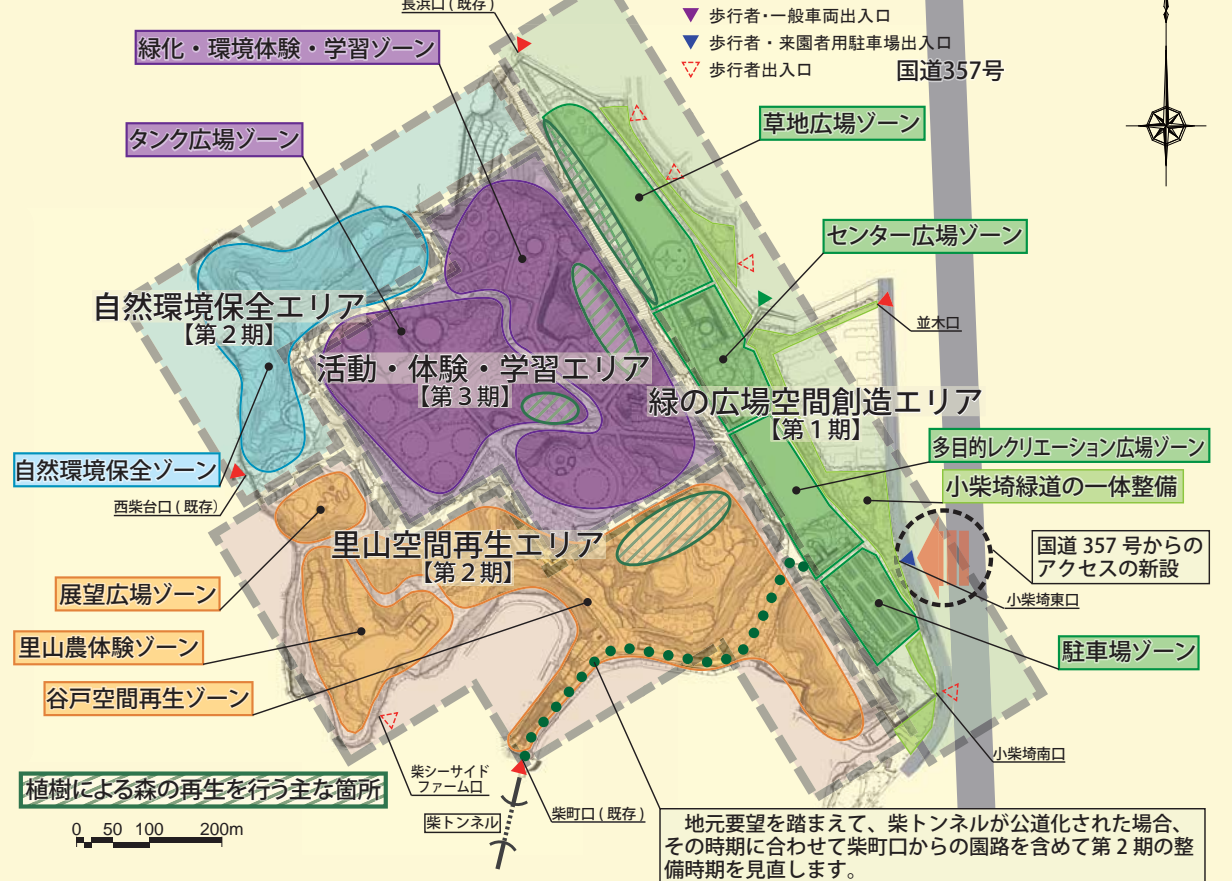 長浜口 ( 既存 )
歩行者・一般車両出入口
歩行者・来園者用駐車場出入口
歩行者出入口
国道357号
緑化・環境体験・学習ゾーン
タンク広場ゾーン
草地広場ゾーン
センター広場ゾーン
自然環境保全エリア
【第２期】
並木口
活動・体験・学習エリア
【第３期】
緑の広場空間創造エリア
【第１期】
多目的レクリエーション広場ゾーン
自然環境保全ゾーン
小柴埼緑道の一体整備
西柴台口 ( 既存 )
里山空間再生エリア
【第２期】
国道 357 号からの
アクセスの新設
展望広場ゾーン
小柴埼東口
里山農体験ゾーン
駐車場ゾーン
谷戸空間再生ゾーン
小柴埼南口
柴シーサイド
ファーム口
植樹による森の再生を行う主な箇所
0 50 100 200m
柴トンネル
柴町口 ( 既存 )
地元要望を踏まえて、柴トンネルが公道化された場合、
その時期に合わせて柴町口からの園路を含めて第 2 期の整
備時期を見直します。